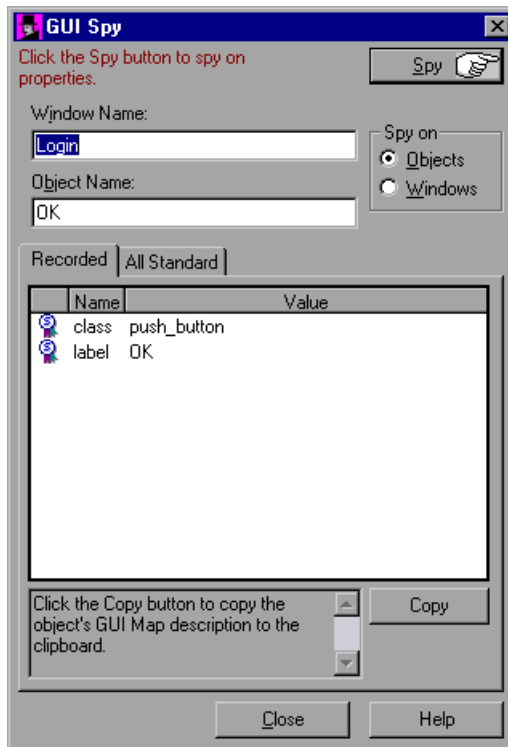 GUI Spy
Click the Spy button to spy on
properties.
Spy
Window Name:
Login
Spy on
Objects
Windows
Object Name:
OK
Recorded
All Standard
Name Value
class push_button
label OK
Click the Copy button to copy the
object's GUI Map description to the
clipboard.
Copy
Close
Help